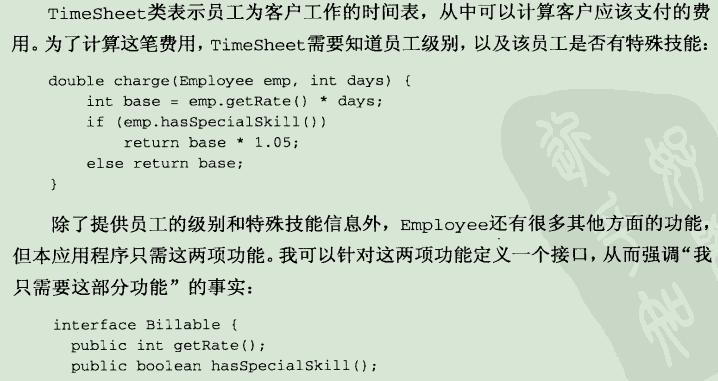 TimeSheet类表示员工为客户工作的时间表，从中可以计算客户应该支付的费
用。为了计算这笔费用，TimeSheet需要知道员工级别，以及该员工是否有特殊技能：
double charge(Employee emp, int days) {
int base = emp.getRate() * days;
if (emp.hasSpecialSkill())
return base * 1.05;
else return base;
}
除了提供员工的级别和特殊技能信息外，Employee还有很多其他方面的功能，
但本应用程序只需这两项功能。我可以针对这两项功能定义一个接口，从而强调“我
只需要这部分功能”的事实：
interface Billable {
public int getRate();
public boolean hasSpecialSkill();